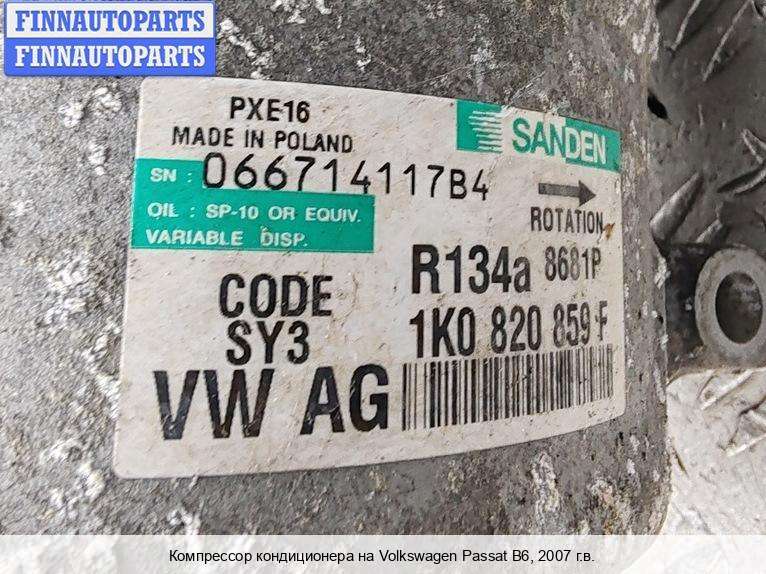 FINNAUTOPARTS
FINNAUTOPARTS
PXE16
MADE IN POLAND
SANDEN
SN : 066714117B4
OIL : SP-10 OR EQUIV.
VARIABLE DISP.
ROTATION
R134a 8681P
CODE
SY3
1K0 820 859 F
VW AG
Компрессор кондиционера на Volkswagen Passat B6, 2007 г.в.